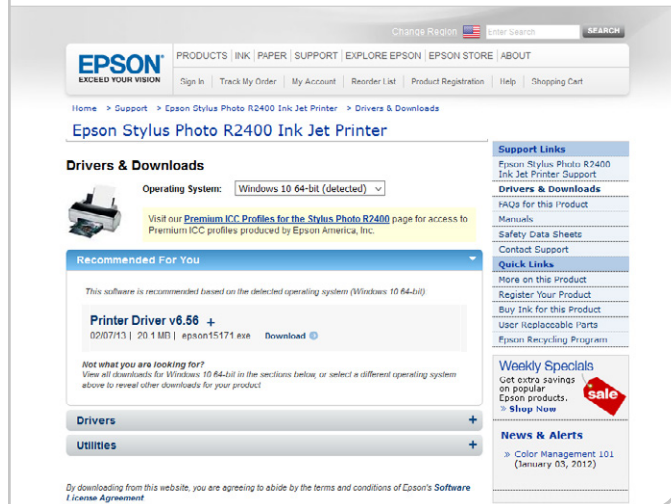 Change Region
Enter Search
SEARCH
EPSON
EXCEED YOUR VISION
PRODUCTS | INK | PAPER | SUPPORT | EXPLORE EPSON | EPSON STORE | ABOUT
Sign In | Track My Order | My Account | Reorder List | Product Registration | Help | Shopping Cart
Home > Support > Epson Stylus Photo R2400 Ink Jet Printer > Drivers & Downloads
Epson Stylus Photo R2400 Ink Jet Printer
Drivers & Downloads
Operating System: Windows 10 64-bit (detected)
Visit our Premium ICC Profiles for the Stylus Photo R2400 page for access to
Premium ICC profiles produced by Epson America, Inc.
Recommended For You
This software is recommended based on the detected operating system (Windows 10 64-bit)
Printer Driver v6.56 +
02/07/13 | 20.1 MB | epson15171.exe Download
Not what you are looking for?
View all downloads for Windows 10 64-bit in the sections below, or select a different operating system
above to reveal other downloads for your product
Drivers +
Utilities +
By downloading from this website, you are agreeing to abide by the terms and conditions of Epson's Software
License Agreement
Support Links
Epson Stylus Photo R2400
Ink Jet Printer Support
Drivers & Downloads
FAQs for this Product
Manuals
Safety Data Sheets
Contact Support
Quick Links
More on this Product
Register Your Product
Buy Ink for this Product
User Replaceable Parts
Epson Recycling Program
Weekly Specials
Get extra savings
on popular
Epson products.
» Shop Now
sale
News & Alerts
» Color Management 101
(January 03, 2012)